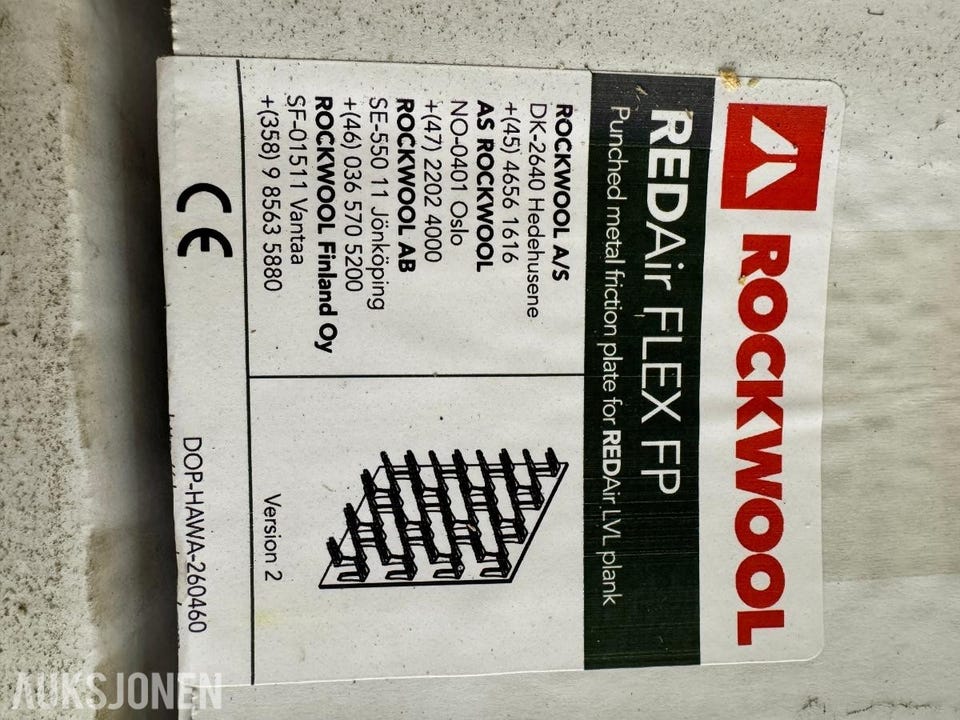 ROCKWOOL
REDAir FLEX FP
Punched metal friction plate for REDAir LVL plank
ROCKWOOL A/S
DK-2640 Hedehusene
+(45) 4656 1616
AS ROCKWOOL
NO-0401 Oslo
+(47) 2202 4000
ROCKWOOL AB
SE-550 11 Jönköping
+(46) 036 570 5200
ROCKWOOL Finland Oy
SF-01511 Vantaa
+(358) 9 8563 5880
Version 2
CE
DOP-HAWA-260460
AUKSJONEN